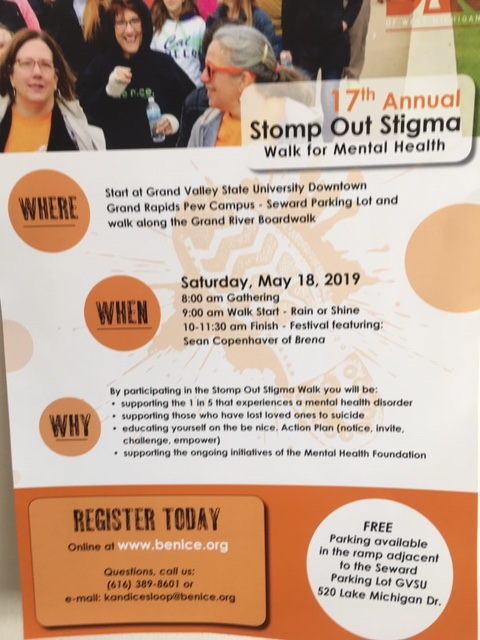 OF WEST MICHIGAN
Cal
be nice.
17th Annual
Stomp Out Stigma
Walk for Mental Health
WHERE
Start at Grand Valley State University Downtown
Grand Rapids Pew Campus - Seward Parking Lot and
walk along the Grand River Boardwalk
WHEN
Saturday, May 18, 2019
8:00 am Gathering
9:00 am Walk Start - Rain or Shine
10-11:30 am Finish - Festival featuring:
Sean Copenhaver of Brena
WHY
By participating in the Stomp Out Stigma Walk you will be:
• supporting the 1 in 5 that experiences a mental health disorder
• supporting those who have lost loved ones to suicide
• educating yourself on the be nice. Action Plan (notice, invite,
challenge, empower)
• supporting the ongoing initiatives of the Mental Health Foundation
REGISTER TODAY
Online at www.benice.org
Questions, call us:
(616) 389-8601 or
e-mail: kandicesloop@benice.org
FREE
Parking available
in the ramp adjacent
to the Seward
Parking Lot GVSU
520 Lake Michigan Dr.